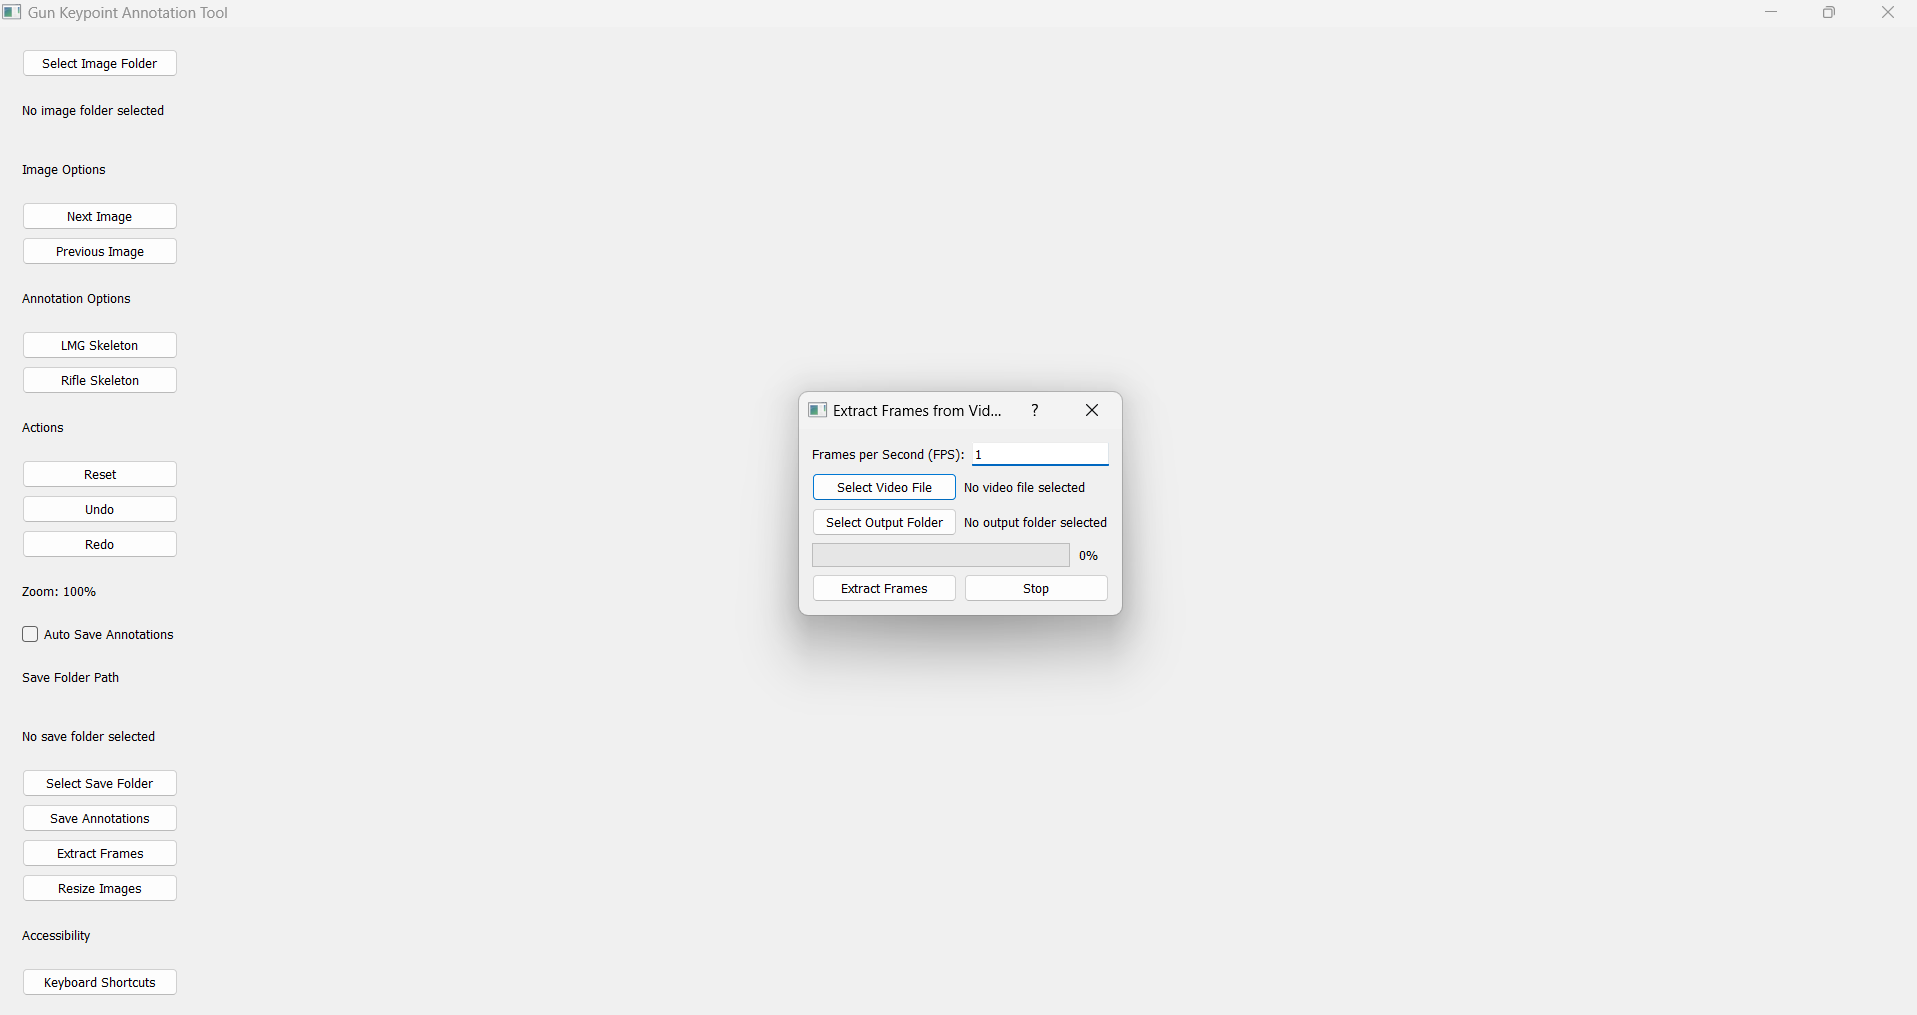 Gun Keypoint Annotation Tool
Select Image Folder
No image folder selected
Image Options
Next Image
Previous Image
Annotation Options
LMG Skeleton
Rifle Skeleton
Actions
Reset
Undo
Redo
Zoom: 100%
Auto Save Annotations
Save Folder Path
No save folder selected
Select Save Folder
Save Annotations
Extract Frames
Resize Images
Accessibility
Keyboard Shortcuts
Extract Frames from Vid... ?
Frames per Second (FPS): 1
Select Video File No video file selected
Select Output Folder No output folder selected
0%
Extract Frames Stop